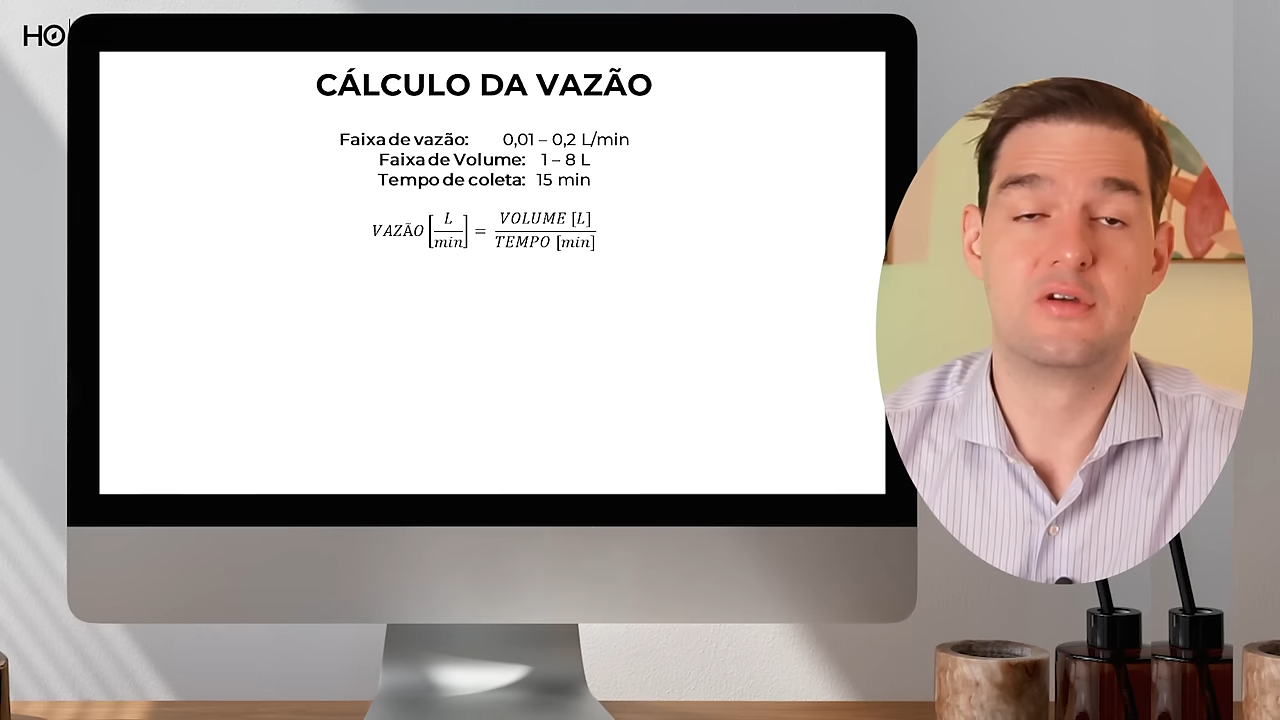 HO
CÁLCULO DA VAZÃO
Faixa de vazão: 0,01 – 0,2 L/min
Faixa de Volume: 1 – 8 L
Tempo de coleta: 15 min
VAZÃO [L/min] = VOLUME [L] / TEMPO [min]